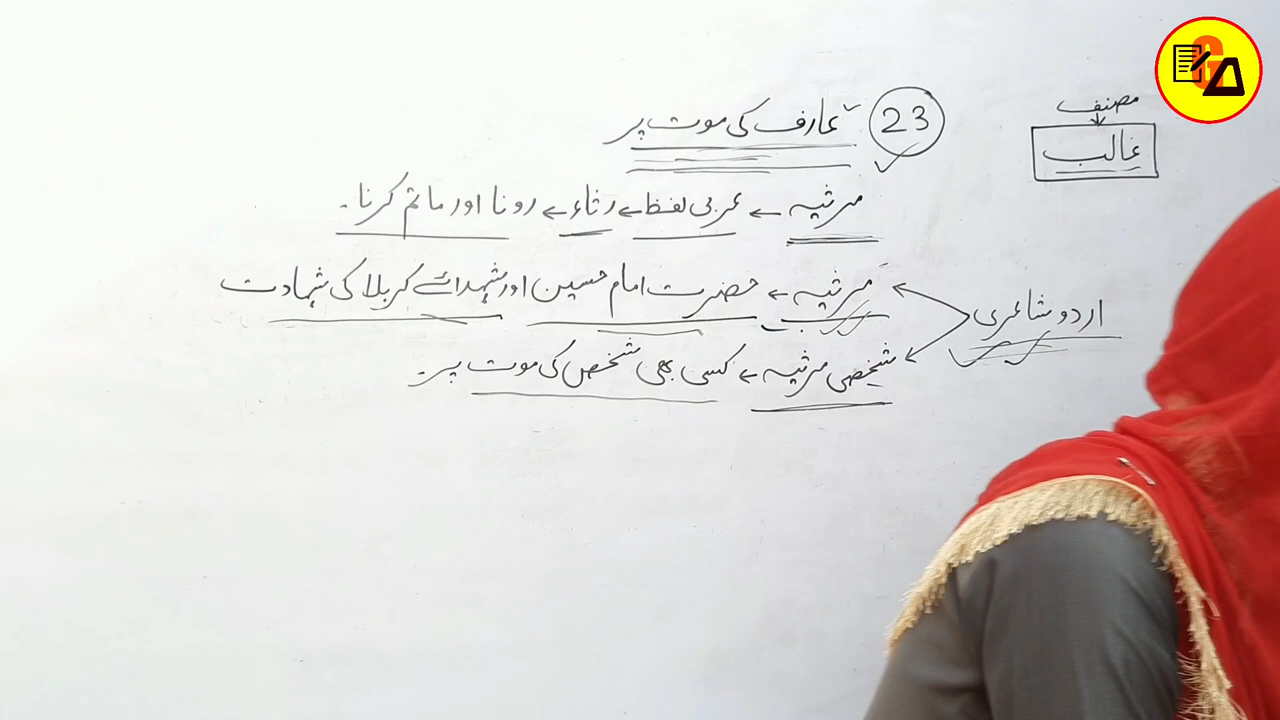 مصنف
غالب
23 عارف کی موت پر
مرثیہ ← عربی لفظ ← رثاء ← رونا اور ماتم کرنا۔
اردو شاعری
مرثیہ ← حضرت امام حسین اور شہدائے کربلا کی شہادت
شخصی مرثیہ ← کسی بھی شخص کی موت پر۔
G